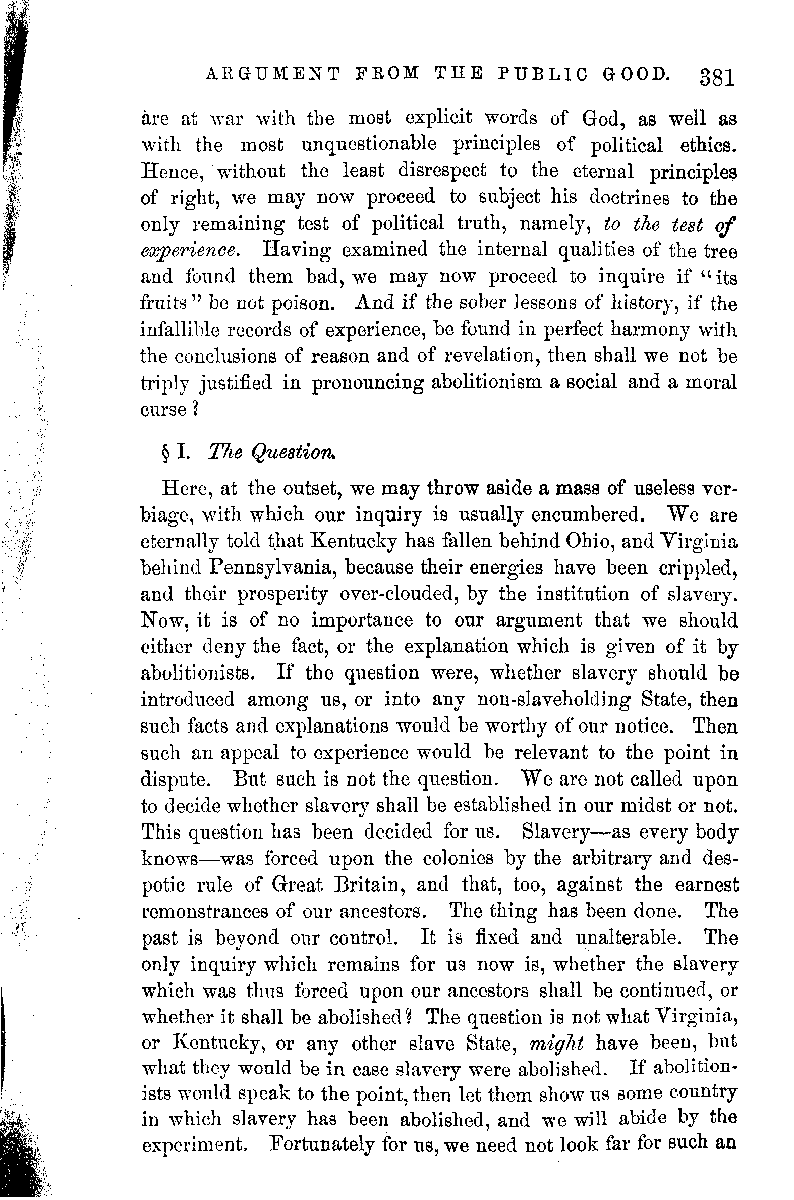 ARGUMENT FROM THE PUBLIC GOOD. 381
are at war with the most explicit words of God, as well as
with the most unquestionable principles of political ethics.
Hence, without the least disrespect to the eternal principles
of right, we may now proceed to subject his doctrines to the
only remaining test of political truth, namely, to the test of
experience. Having examined the internal qualities of the tree
and found them bad, we may now proceed to inquire if "its
fruits" be not poison. And if the sober lessons of history, if the
infallible records of experience, be found in perfect harmony with
the conclusions of reason and of revelation, then shall we not be
triply justified in pronouncing abolitionism a social and a moral
curse?
§ I. The Question.
Here, at the outset, we may throw aside a mass of useless ver-
biage, with which our inquiry is usually encumbered. We are
eternally told that Kentucky has fallen behind Ohio, and Virginia
behind Pennsylvania, because their energies have been crippled,
and their prosperity over-clouded, by the institution of slavery.
Now, it is of no importance to our argument that we should
either deny the fact, or the explanation which is given of it by
abolitionists. If the question were, whether slavery should be
introduced among us, or into any non-slaveholding State, then
such facts and explanations would be worthy of our notice. Then
such an appeal to experience would be relevant to the point in
dispute. But such is not the question. We are not called upon
to decide whether slavery shall be established in our midst or not.
This question has been decided for us. Slavery—as every body
knows—was forced upon the colonies by the arbitrary and des-
potic rule of Great Britain, and that, too, against the earnest
remonstrances of our ancestors. The thing has been done. The
past is beyond our control. It is fixed and unalterable. The
only inquiry which remains for us now is, whether the slavery
which was thus forced upon our ancestors shall be continued, or
whether it shall be abolished? The question is not what Virginia,
or Kentucky, or any other slave State, might have been, but
what they would be in case slavery were abolished. If abolition-
ists would speak to the point, then let them show us some country
in which slavery has been abolished, and we will abide by the
experiment. Fortunately for us, we need not look far for such an